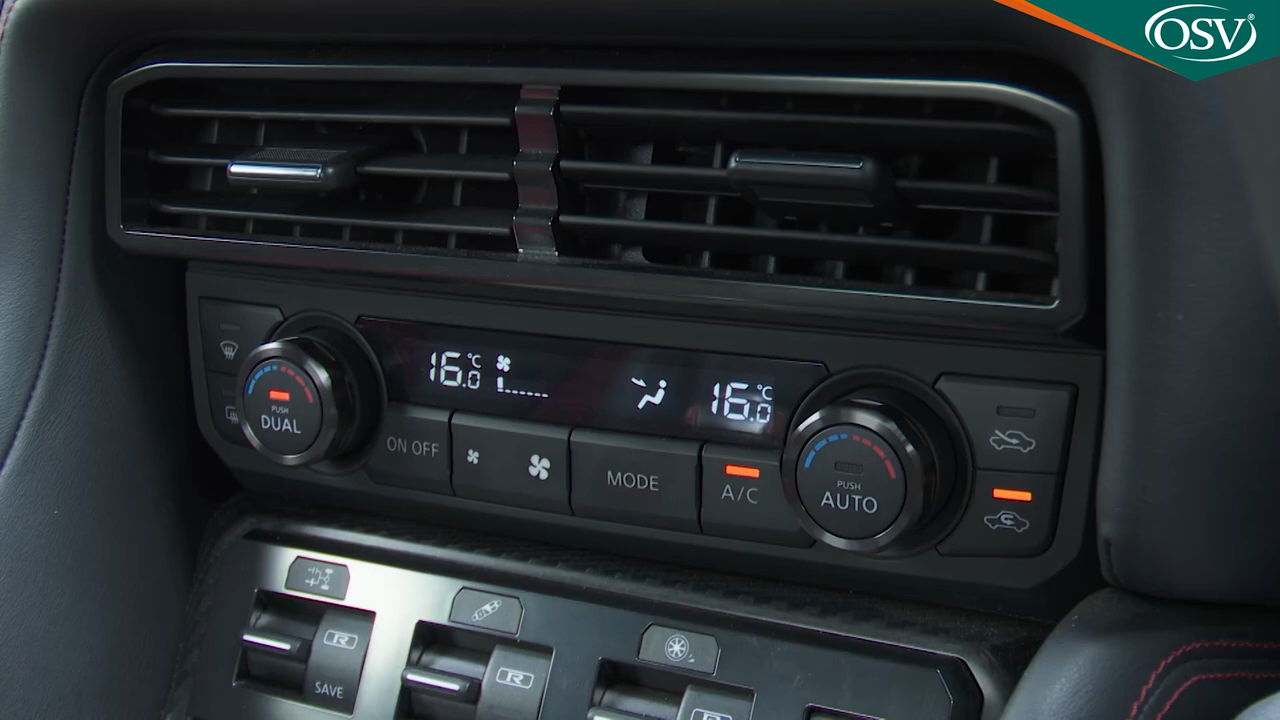 OSV®
16.0 °C
16.0 °C
PUSH
DUAL
ON OFF
MODE
A/C
PUSH
AUTO
R
SAVE
R
R